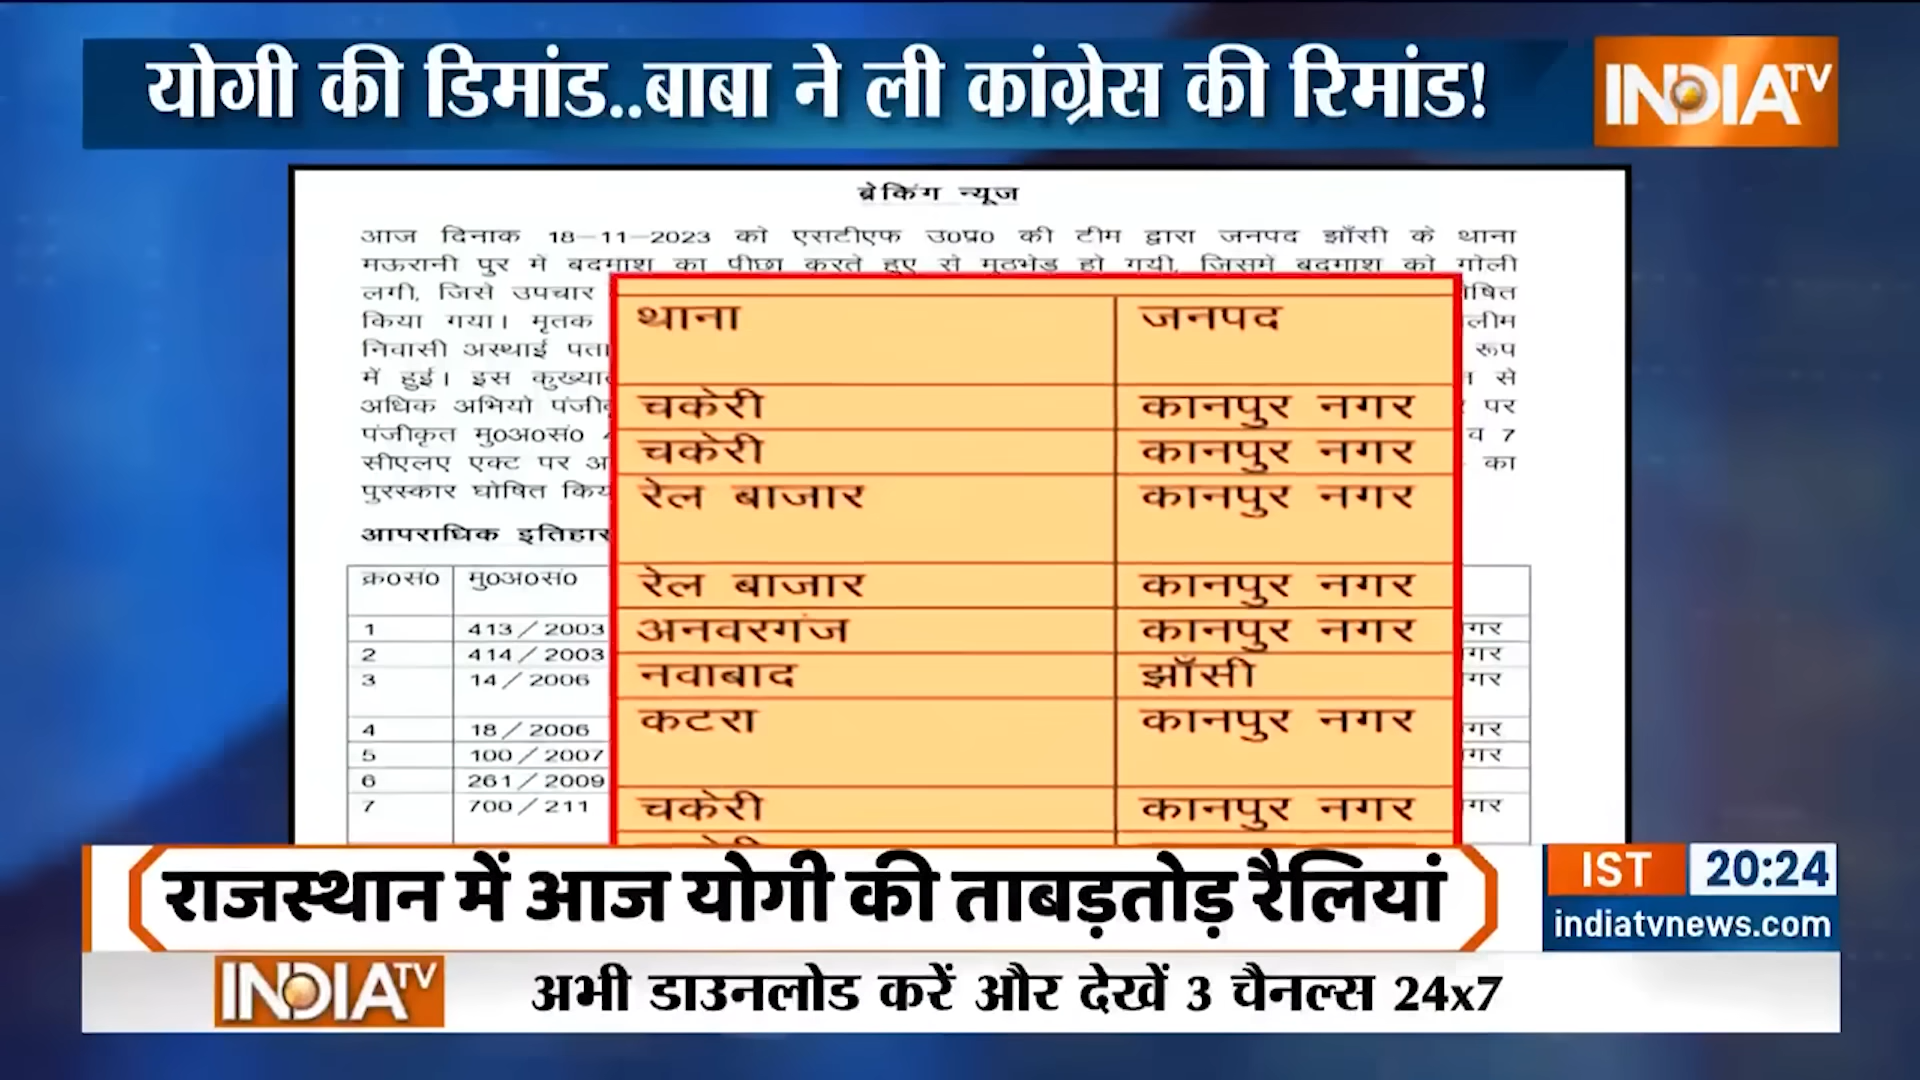 योगी की डिमांड..बाबा ने ली कांग्रेस की रिमांड!
INDIA TV
ब्रेकिंग न्यूज
आज दिनाक 18-11-2023 को एसटीएफ उ0प्र0 की टीम द्वारा जनपद झाँसी के थाना
मऊरानी पुर में बदमाश का पीछा करते हुए से मुठभेड़ हो गयी, जिसमें बदमाश को गोली
लगी, जिसे उपचार
किया गया। मृतक
निवासी अस्थाई पता रूप
में हुई। इस से
अधिक अभियो पर
पंजीकृत मु0अ0सं0 व 7
सीएलए एक्ट पर का
पुरस्कार घोषित
आपराधिक
थाना जनपद
चकेरी कानपुर नगर
चकेरी कानपुर नगर
रेल बाजार कानपुर नगर
रेल बाजार कानपुर नगर
अनवरगंज कानपुर नगर
नवाबाद झाँसी
कटरा कानपुर नगर
चकेरी कानपुर नगर
क्र0सं0 मु0अ0सं0
1 413/2003
2 414/2003
3 14/2006
4 18/2006
5 100/2007
6 261/2009
7 700/211
राजस्थान में आज योगी की ताबड़तोड़ रैलियां
IST 20:24
indiatvnews.com
INDIA TV अभी डाउनलोड करें और देखें 3 चैनल्स 24x7